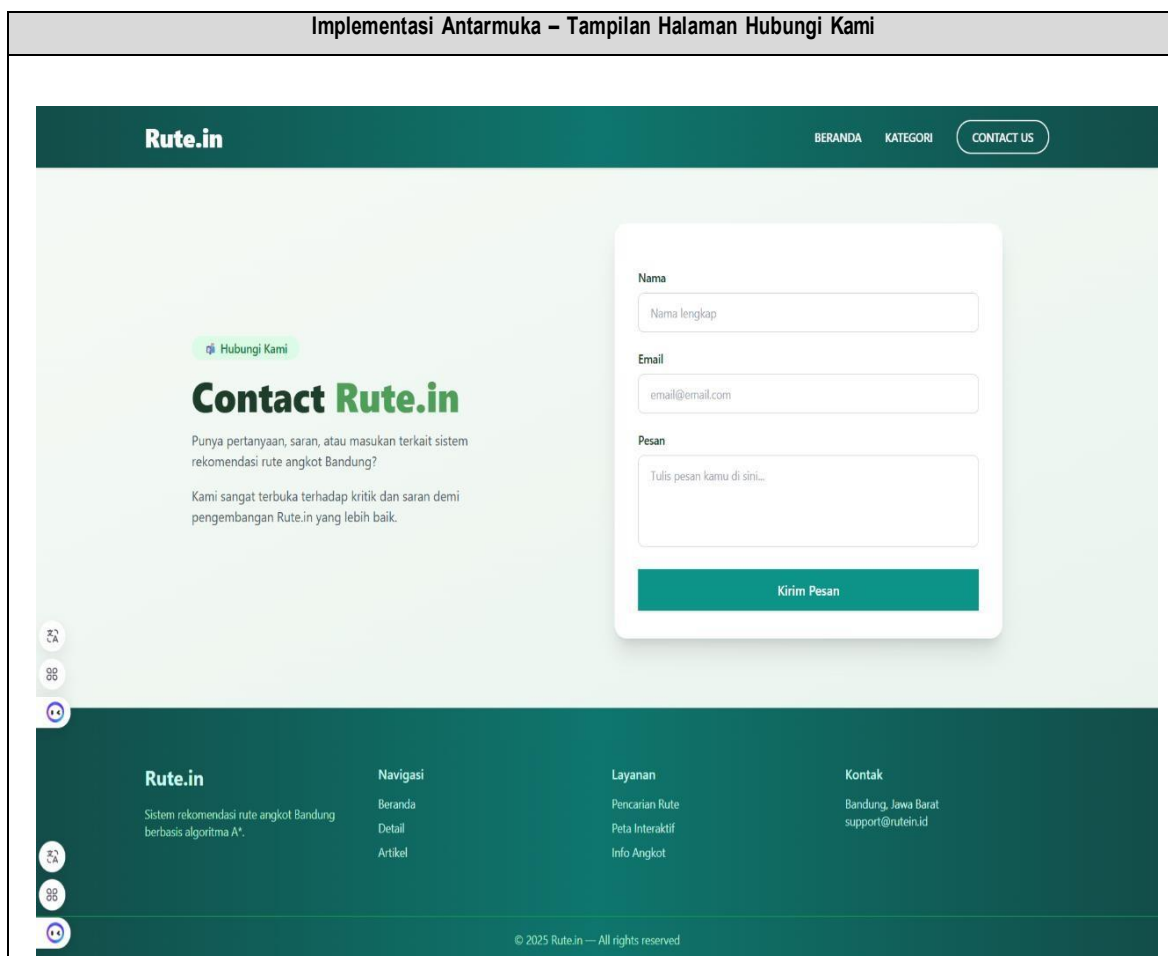 Implementasi Antarmuka – Tampilan Halaman Hubungi Kami
Rute.in
BERANDA
KATEGORI
CONTACT US
Hubungi Kami
Contact Rute.in
Punya pertanyaan, saran, atau masukan terkait sistem
rekomendasi rute angkot Bandung?
Kami sangat terbuka terhadap kritik dan saran demi
pengembangan Rute.in yang lebih baik.
Nama
Nama lengkap
Email
email@email.com
Pesan
Tulis pesan kamu di sini...
Kirim Pesan
Rute.in
Sistem rekomendasi rute angkot Bandung
berbasis algoritma A*.
Navigasi
Beranda
Detail
Artikel
Layanan
Pencarian Rute
Peta Interaktif
Info Angkot
Kontak
Bandung, Jawa Barat
support@rutein.id
© 2025 Rute.in — All rights reserved